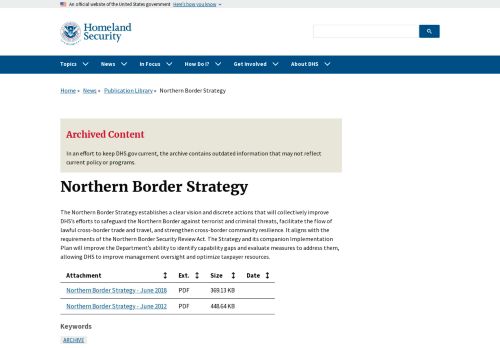 An official website of the United States government Here's how you know
Homeland
Security
Topics News In Focus How Do I? Get Involved About DHS
Home » News » Publication Library » Northern Border Strategy
Archived Content
In an effort to keep DHS.gov current, the archive contains outdated information that may not reflect
current policy or programs.
Northern Border Strategy
The Northern Border Strategy establishes a clear vision and discrete actions that will collectively improve
DHS's efforts to safeguard the Northern Border against terrorist and criminal threats, facilitate the flow of
lawful cross-border trade and travel, and strengthen cross-border community resilience. It aligns with the
requirements of the Northern Border Security Review Act. The Strategy and its companion Implementation
Plan will improve the Department's ability to identify capability gaps and evaluate measures to address them,
allowing DHS to improve management oversight and optimize taxpayer resources.
Attachment Ext. Size Date
Northern Border Strategy - June 2018 PDF 369.13 KB
Northern Border Strategy - June 2012 PDF 448.64 KB
Keywords
ARCHIVE